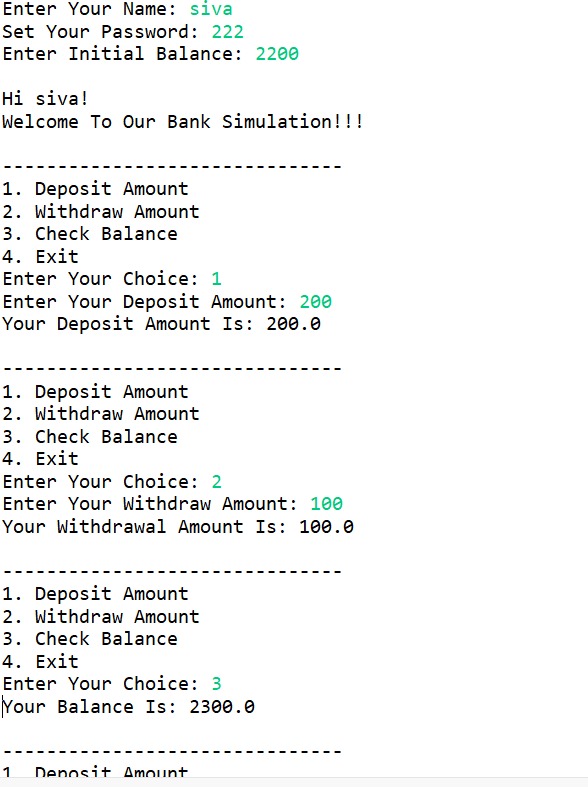 Enter Your Name: siva
Set Your Password: 222
Enter Initial Balance: 2200
Hi siva!
Welcome To Our Bank Simulation!!!
-------------------------------
1. Deposit Amount
2. Withdraw Amount
3. Check Balance
4. Exit
Enter Your Choice: 1
Enter Your Deposit Amount: 200
Your Deposit Amount Is: 200.0
-------------------------------
1. Deposit Amount
2. Withdraw Amount
3. Check Balance
4. Exit
Enter Your Choice: 2
Enter Your Withdraw Amount: 100
Your Withdrawal Amount Is: 100.0
-------------------------------
1. Deposit Amount
2. Withdraw Amount
3. Check Balance
4. Exit
Enter Your Choice: 3
Your Balance Is: 2300.0
-------------------------------
1. Deposit Amount